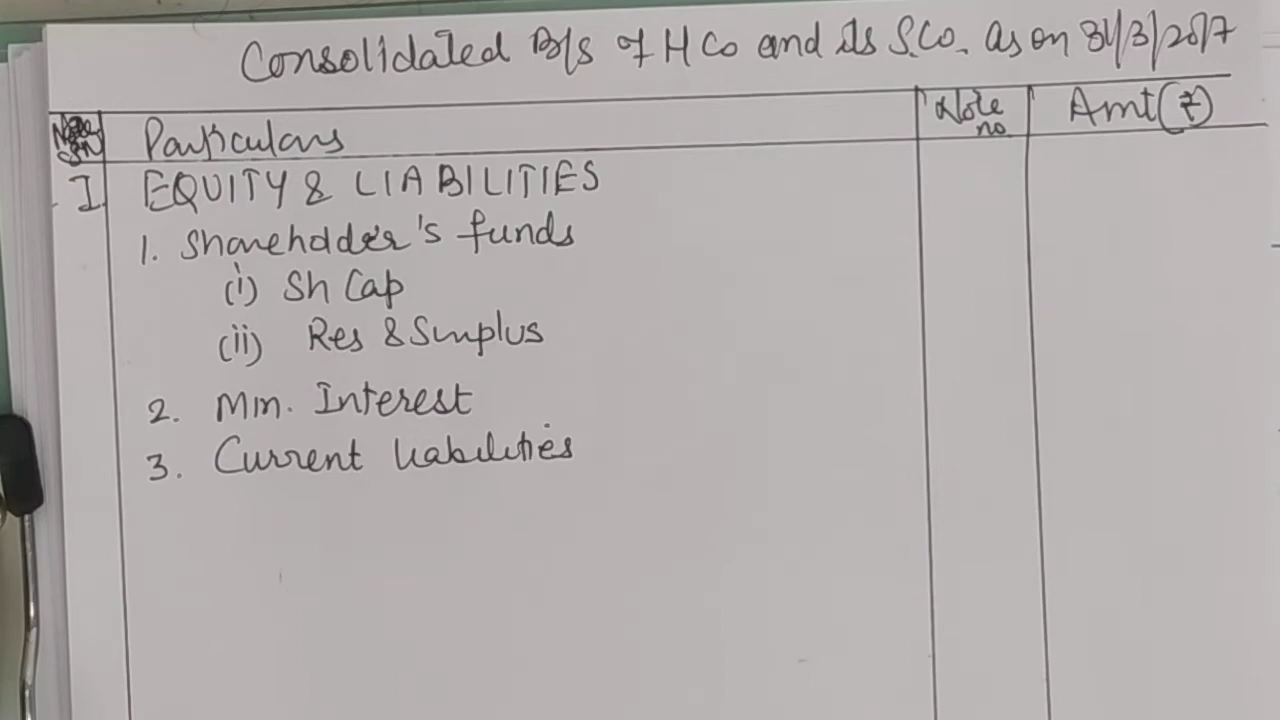 Consolidated B/s of H Co and its S.Co. as on 31/3/2017
SN Particulars Note no Amt (₹)
I EQUITY & LIABILITIES
1. Shareholder's funds
(i) Sh Cap
(ii) Res & Surplus
2. Min. Interest
3. Current liabilities